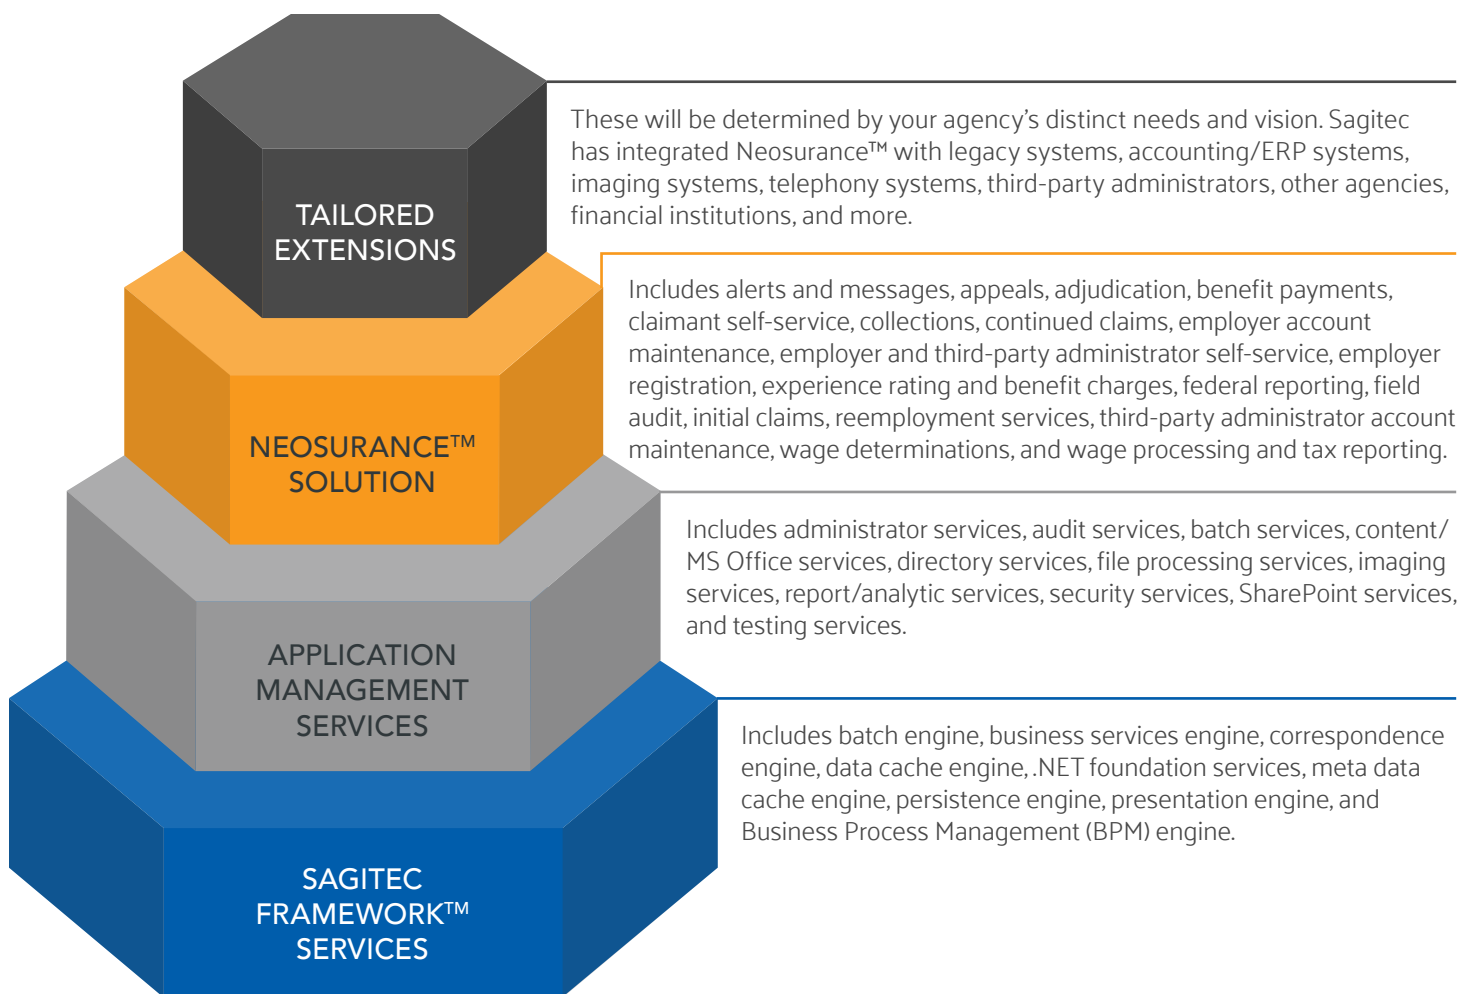 TAILORED
EXTENSIONS
These will be determined by your agency’s distinct needs and vision. Sagitec
has integrated Neosurance™ with legacy systems, accounting/ERP systems,
imaging systems, telephony systems, third-party administrators, other agencies,
financial institutions, and more.
NEOSURANCE™
SOLUTION
Includes alerts and messages, appeals, adjudication, benefit payments,
claimant self-service, collections, continued claims, employer account
maintenance, employer and third-party administrator self-service, employer
registration, experience rating and benefit charges, federal reporting, field
audit, initial claims, reemployment services, third-party administrator account
maintenance, wage determinations, and wage processing and tax reporting.
APPLICATION
MANAGEMENT
SERVICES
Includes administrator services, audit services, batch services, content/
MS Office services, directory services, file processing services, imaging
services, report/analytic services, security services, SharePoint services,
and testing services.
SAGITEC
FRAMEWORK™
SERVICES
Includes batch engine, business services engine, correspondence
engine, data cache engine, .NET foundation services, meta data
cache engine, persistence engine, presentation engine, and
Business Process Management (BPM) engine.